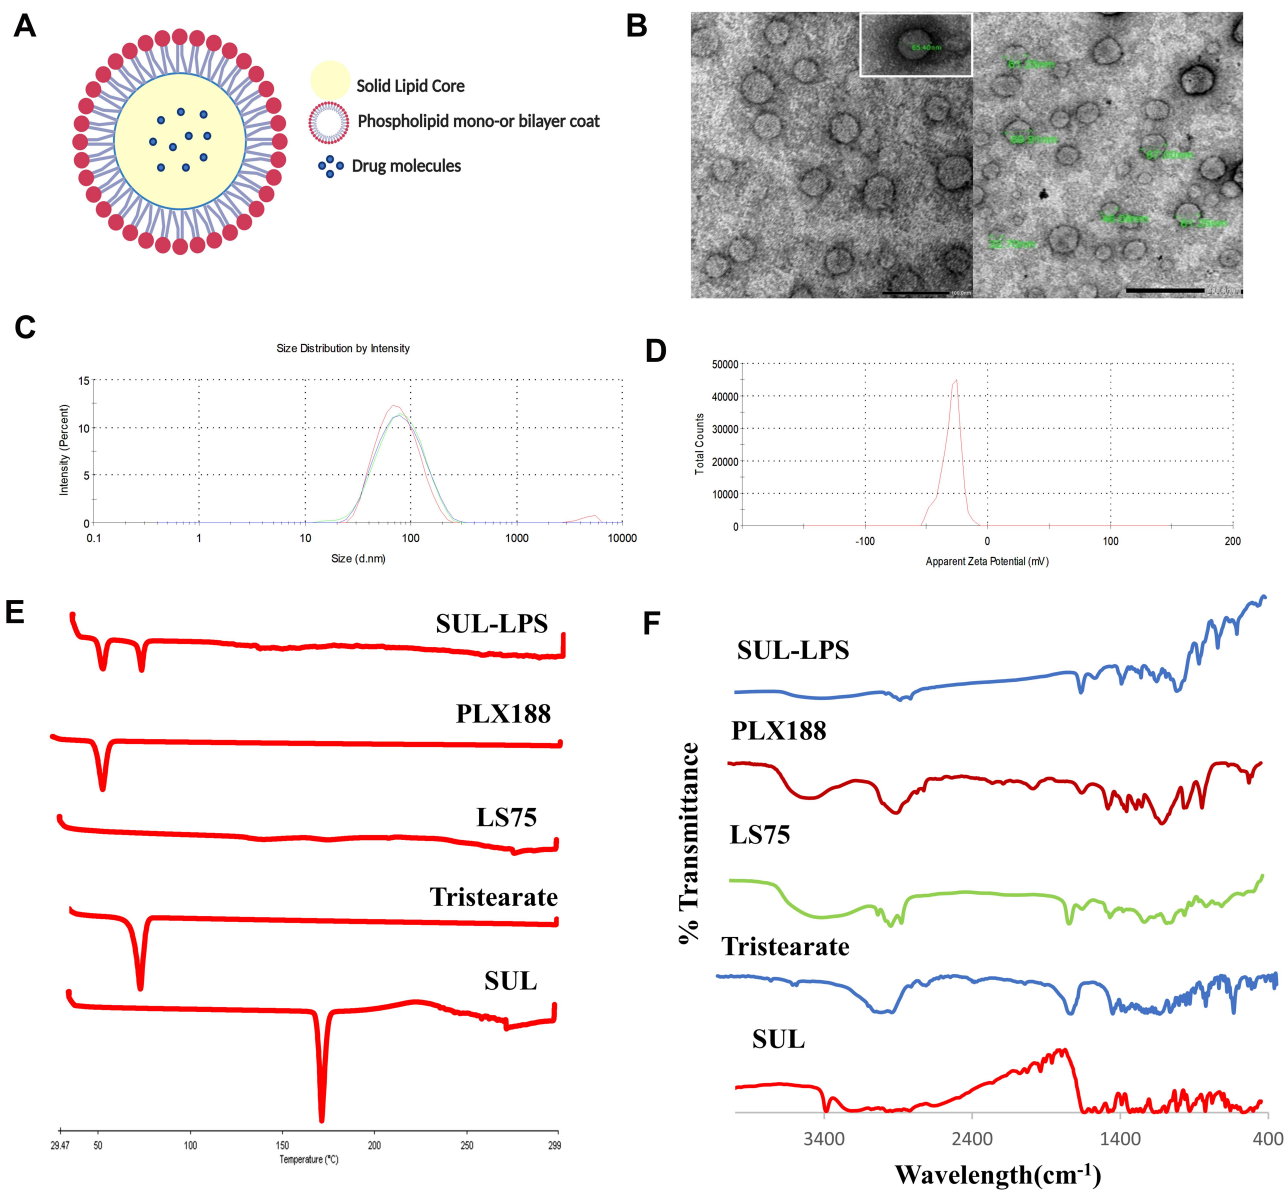 A
Solid Lipid Core
Phospholipid mono-or bilayer coat
Drug molecules
B
65.40nm
C
Size Distribution by Intensity
Intensity (Percent)
15
10
5
0
0.1 1 10 100 1000 10000
Size (d.nm)
D
Total Counts
50000
40000
30000
20000
10000
0
-100 0 100 200
Apparent Zeta Potential (mV)
E
SUL-LPS
PLX188
LS75
Tristearate
SUL
29.47 50 100 150 200 250 299
Temperature (°C)
F
% Transmittance
SUL-LPS
PLX188
LS75
Tristearate
SUL
3400 2400 1400 400
Wavelength(cm-1)